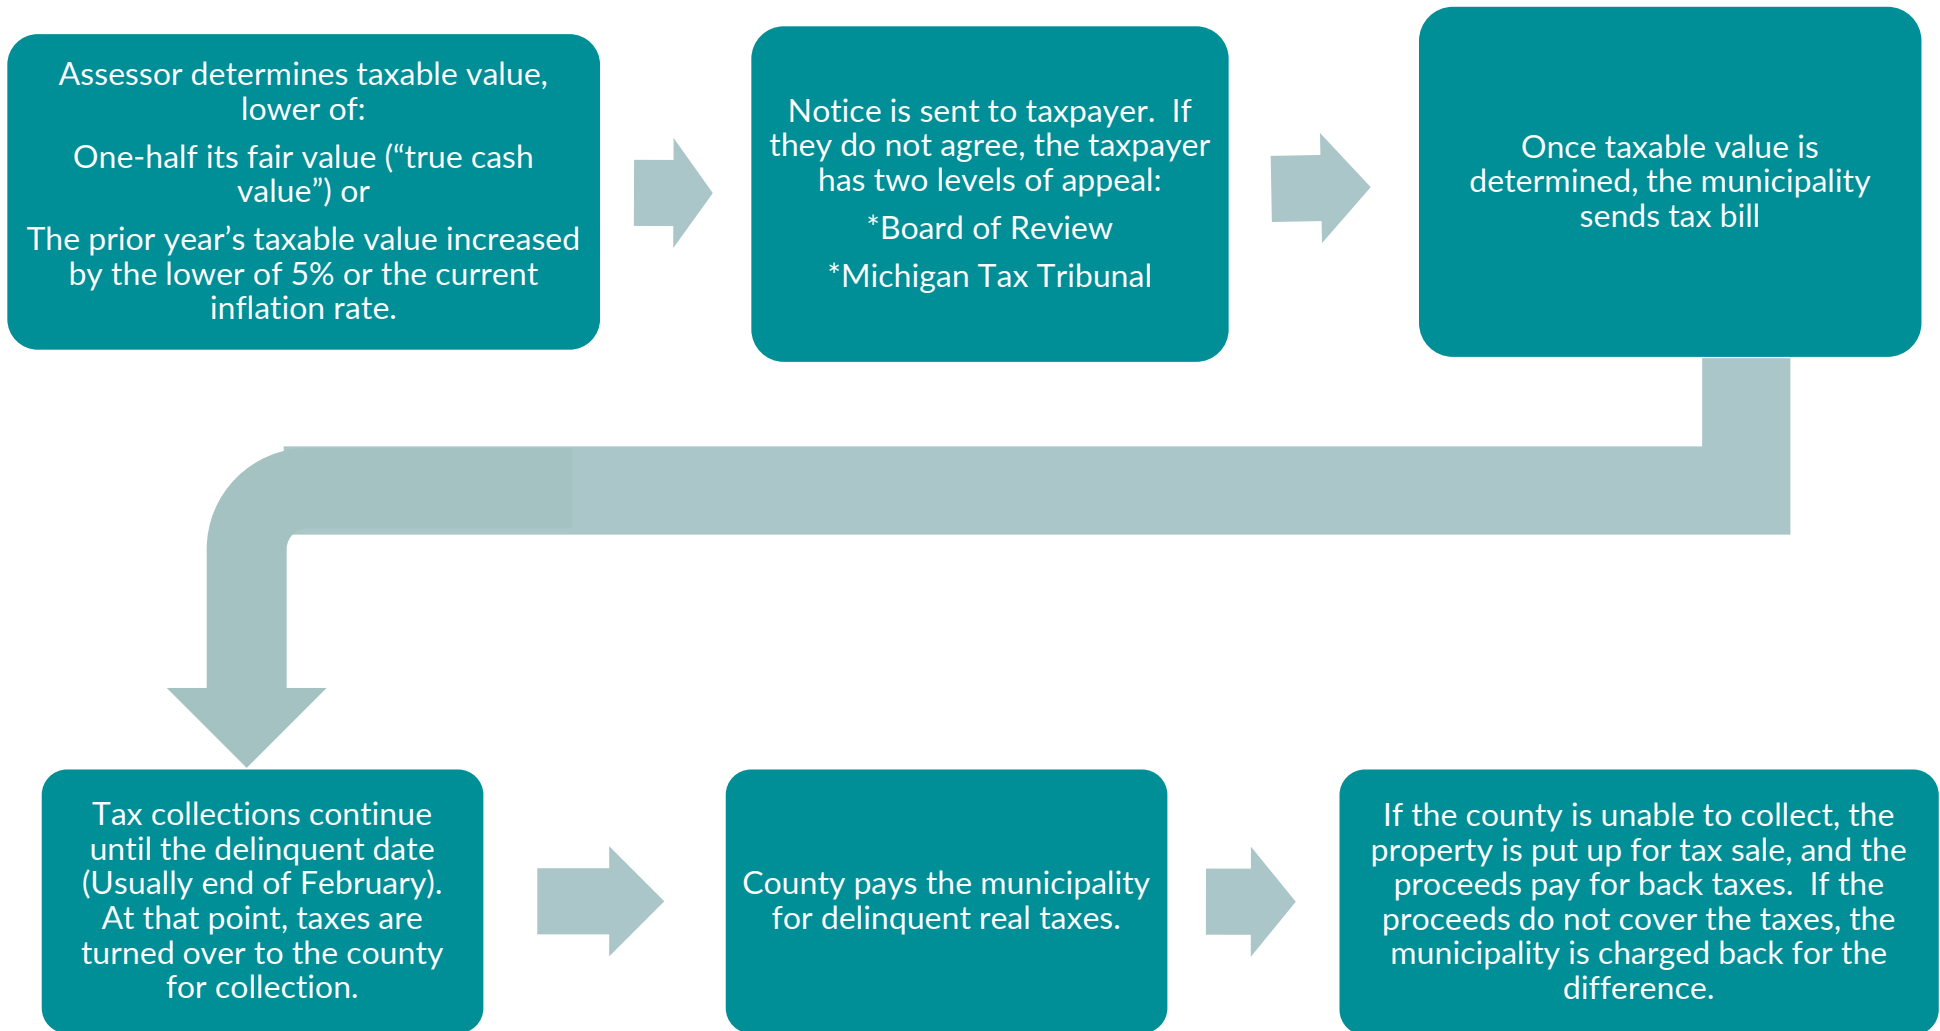 Assessor determines taxable value,
lower of:
One-half its fair value (“true cash
value”) or
The prior year’s taxable value increased
by the lower of 5% or the current
inflation rate.
Notice is sent to taxpayer.  If
they do not agree, the taxpayer
has two levels of appeal:
*Board of Review
*Michigan Tax Tribunal
Once taxable value is
determined, the municipality
sends tax bill
Tax collections continue
until the delinquent date
(Usually end of February).
At that point, taxes are
turned over to the county
for collection.
County pays the municipality
for delinquent real taxes.
If the county is unable to collect, the
property is put up for tax sale, and the
proceeds pay for back taxes.  If the
proceeds do not cover the taxes, the
municipality is charged back for the
difference.